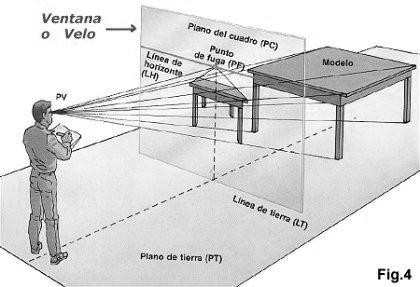 Ventana
o Velo
Plano del cuadro (PC)
Punto
de fuga (PF)
Línea de
horizonte
(LH)
Modelo
PV
Línea de tierra (LT)
Plano de tierra (PT)
Fig.4